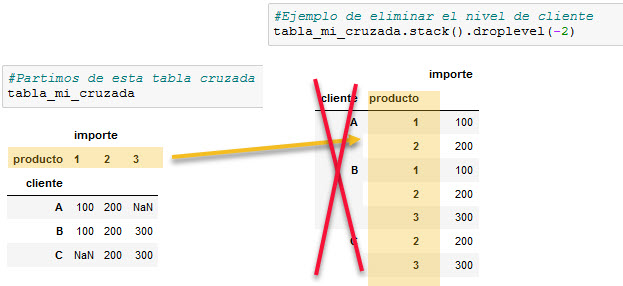 #Ejemplo de eliminar el nivel de cliente
tabla_mi_cruzada.stack().droplevel(-2)
#Partimos de esta tabla cruzada
tabla_mi_cruzada
importe
producto 1 2 3
cliente
A 100 200 NaN
B 100 200 300
C NaN 200 300
importe
cliente producto
A 1 100
2 200
B 1 100
2 200
3 300
C 2 200
3 300